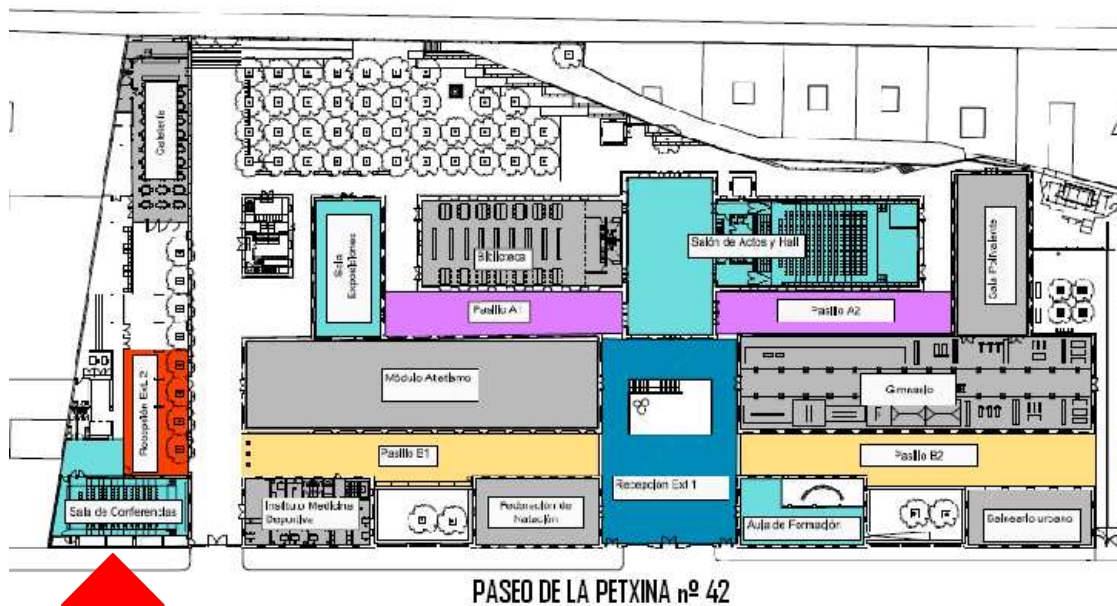 Cafetería
Sala
Exposiciones
Biblioteca
Salón de Actos y Hall
Sala Polivalente
Pasillo A1
Pasillo A2
Recepción Ext. 2
Módulo Atletismo
Gimnasio
Pasillo B1
Pasillo B2
Sala de Conferencias
Instituto Medicina
Deportiva
Federación de
Natación
Recepción Ext 1
Aula de Formación
Balneario urbano
PASEO DE LA PETXINA nº 42